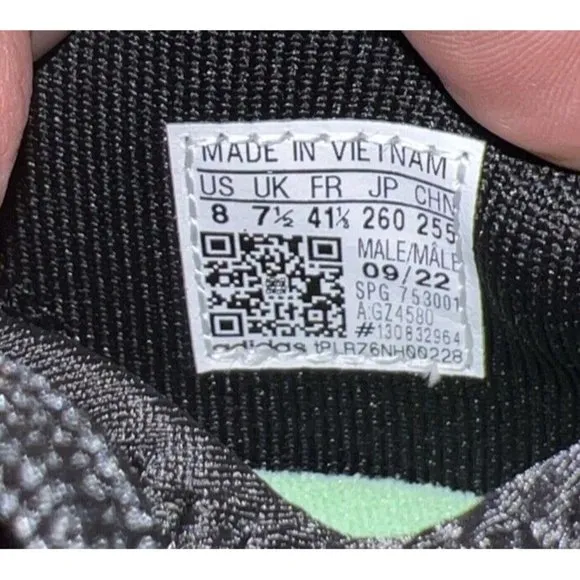 MADE IN VIETNAM
US UK FR JP CHN
8 7½ 41⅓ 260 255
MALE/MÂLE
09/22
SPG 753001
A:GZ4580
#130832964
adidas tPLRZ6NH00228